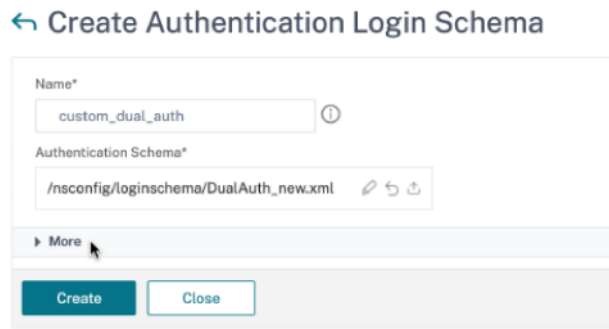 Create Authentication Login Schema
Name*
custom_dual_auth
Authentication Schema*
/nsconfig/loginschema/DualAuth_new.xml
More
Create Close